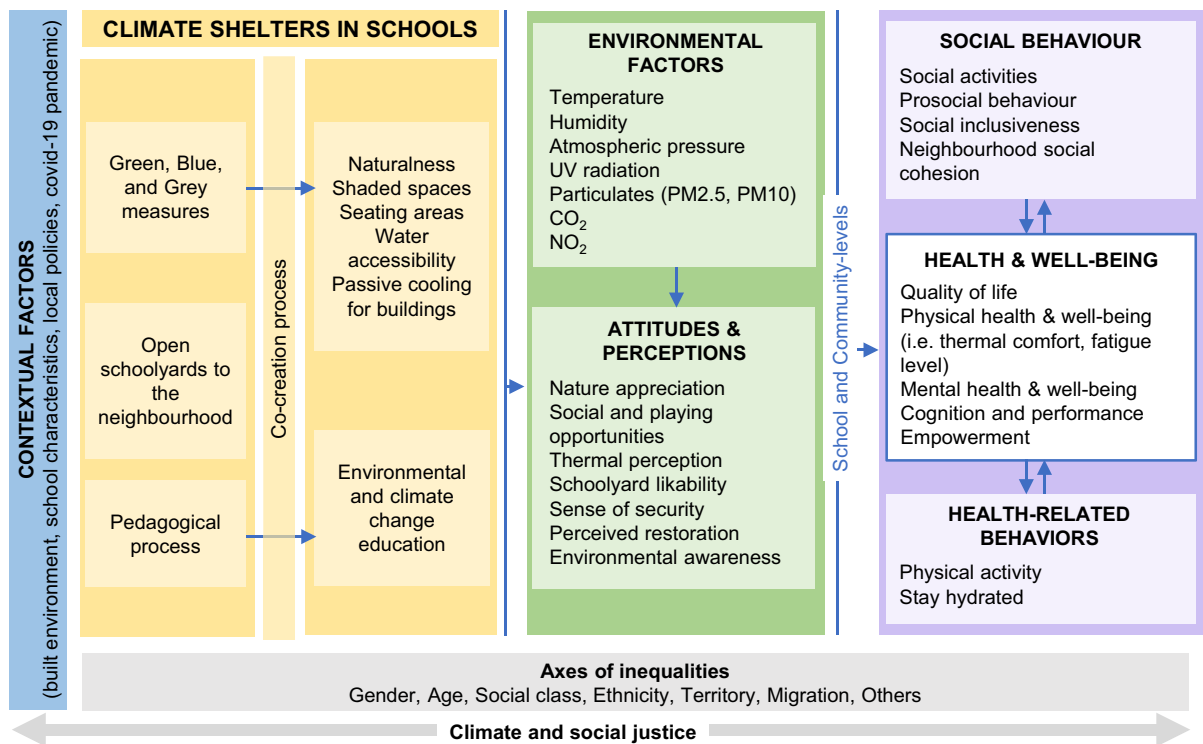 CONTEXTUAL FACTORS
(built environment, school characteristics, local policies, covid-19 pandemic)
CLIMATE SHELTERS IN SCHOOLS
Green, Blue,
and Grey
measures
Open
schoolyards to
the
neighbourhood
Pedagogical
process
Co-creation process
Naturalness
Shaded spaces
Seating areas
Water
accessibility
Passive cooling
for buildings
Environmental
and climate
change
education
ENVIRONMENTAL
FACTORS
Temperature
Humidity
Atmospheric pressure
UV radiation
Particulates (PM2.5, PM10)
CO₂
NO₂
ATTITUDES &
PERCEPTIONS
Nature appreciation
Social and playing
opportunities
Thermal perception
Schoolyard likability
Sense of security
Perceived restoration
Environmental awareness
School and Community-levels
SOCIAL BEHAVIOUR
Social activities
Prosocial behaviour
Social inclusiveness
Neighbourhood social
cohesion
HEALTH & WELL-BEING
Quality of life
Physical health & well-being
(i.e. thermal comfort, fatigue
level)
Mental health & well-being
Cognition and performance
Empowerment
HEALTH-RELATED
BEHAVIORS
Physical activity
Stay hydrated
Axes of inequalities
Gender, Age, Social class, Ethnicity, Territory, Migration, Others
Climate and social justice